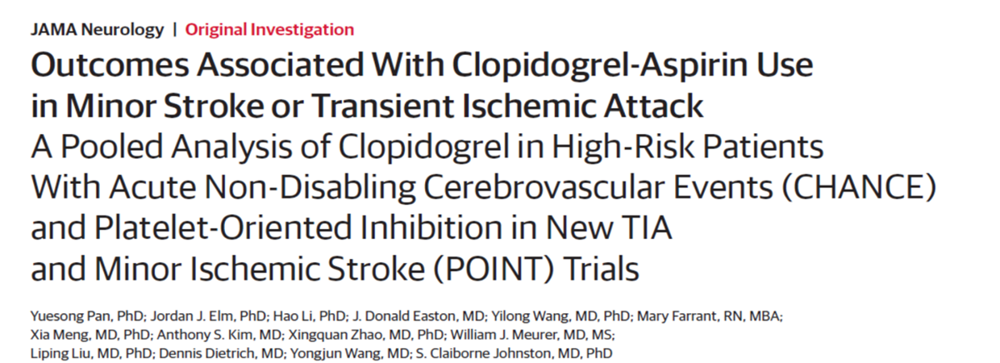 JAMA Neurology | Original Investigation
Outcomes Associated With Clopidogrel-Aspirin Use
in Minor Stroke or Transient Ischemic Attack
A Pooled Analysis of Clopidogrel in High-Risk Patients
With Acute Non-Disabling Cerebrovascular Events (CHANCE)
and Platelet-Oriented Inhibition in New TIA
and Minor Ischemic Stroke (POINT) Trials
Yuesong Pan, PhD; Jordan J. Elm, PhD; Hao Li, PhD; J. Donald Easton, MD; Yilong Wang, MD, PhD; Mary Farrant, RN, MBA;
Xia Meng, MD, PhD; Anthony S. Kim, MD; Xingquan Zhao, MD, PhD; William J. Meurer, MD, MS;
Liping Liu, MD, PhD; Dennis Dietrich, MD; Yongjun Wang, MD; S. Claiborne Johnston, MD, PhD